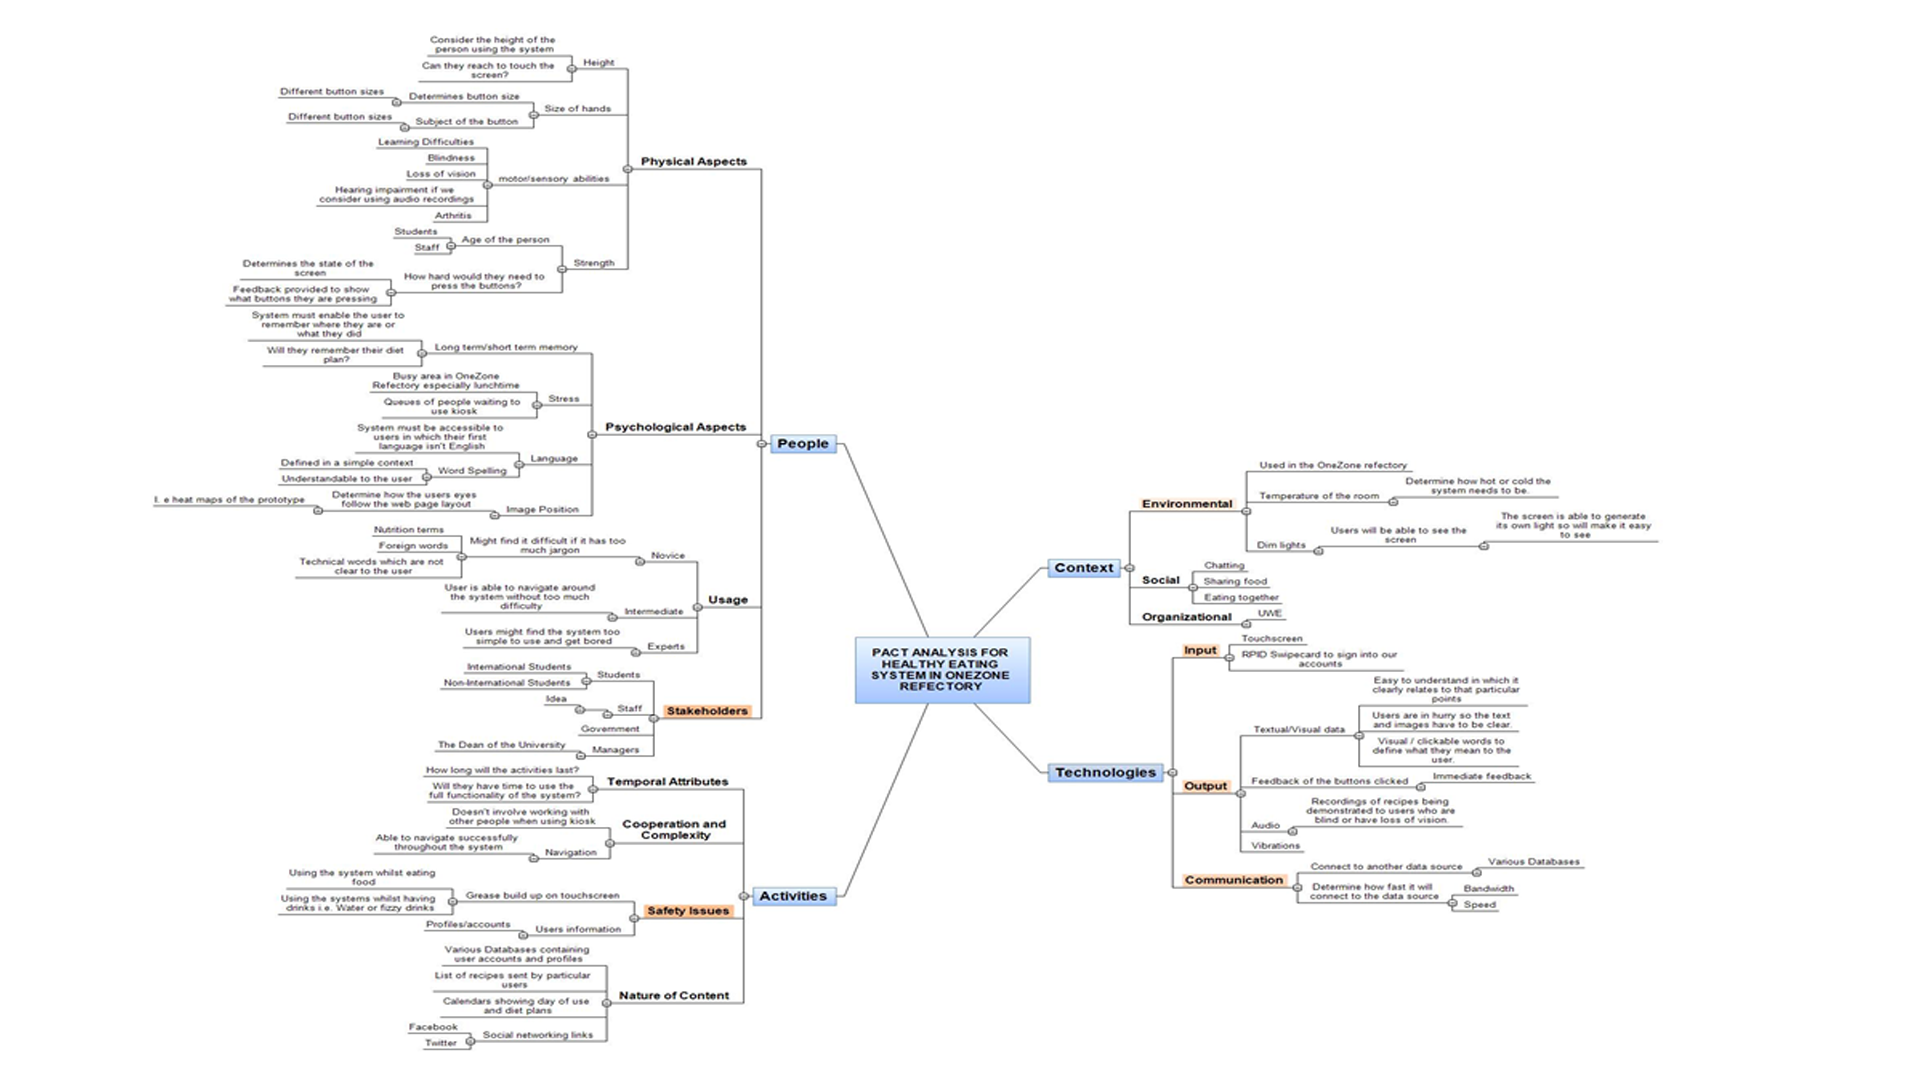 Consider the height of the
person using the system
Can they reach to touch the
screen?
Height
Different button sizes
Determines button size
Different button sizes
Subject of the button
Size of hands
Learning Difficulties
Blindness
Loss of vision
Hearing impairment if we
consider using audio recordings
Arthritis
motor/sensory abilities
Students
Staff
Age of the person
Determines the state of the
screen
Feedback provided to show
what buttons they are pressing
How hard would they need to
press the buttons?
Strength
Physical Aspects
System must enable the user to
remember where they are or
what they did
Will they remember their diet
plan?
Long term/short term memory
Busy area in OneZone
Refectory especially lunchtime
Queues of people waiting to
use kiosk
Stress
System must be accessible to
users in which their first
language isn't English
Defined in a simple context
Understandable to the user
Word Spelling
Language
I. e heat maps of the prototype
Determine how the users eyes
follow the web page layout
Image Position
Psychological Aspects
Nutrition terms
Foreign words
Technical words which are not
clear to the user
Might find it difficult if it has too
much jargon
Novice
User is able to navigate around
the system without too much
difficulty
Intermediate
Users might find the system too
simple to use and get bored
Experts
Usage
International Students
Non-International Students
Students
Idea
Staff
Government
The Dean of the University
Managers
Stakeholders
People
How long will the activities last?
Will they have time to use the
full functionality of the system?
Temporal Attributes
Doesn't involve working with
other people when using kiosk
Able to navigate successfully
throughout the system
Navigation
Cooperation and
Complexity
Using the system whilst eating
food
Using the systems whilst having
drinks i.e. Water or fizzy drinks
Grease build up on touchscreen
Profiles/accounts
Users information
Safety Issues
Various Databases containing
user accounts and profiles
List of recipes sent by particular
users
Calendars showing day of use
and diet plans
Facebook
Twitter
Social networking links
Nature of Content
Activities
PACT ANALYSIS FOR
HEALTHY EATING
SYSTEM IN ONEZONE
REFECTORY
Context
Environmental
Used in the OneZone refectory
Temperature of the room
Determine how hot or cold the
system needs to be.
Dim lights
Users will be able to see the
screen
The screen is able to generate
its own light so will make it easy
to see
Social
Chatting
Sharing food
Eating together
Organizational
UWE
Technologies
Input
Touchscreen
RPID Swipecard to sign into our
accounts
Output
Textual/Visual data
Easy to understand in which it
clearly relates to that particular
points
Users are in hurry so the text
and images have to be clear.
Visual / clickable words to
define what they mean to the
user.
Feedback of the buttons clicked
Immediate feedback
Audio
Recordings of recipes being
demonstrated to users who are
blind or have loss of vision.
Vibrations
Communication
Connect to another data source
Various Databases
Determine how fast it will
connect to the data source
Bandwidth
Speed